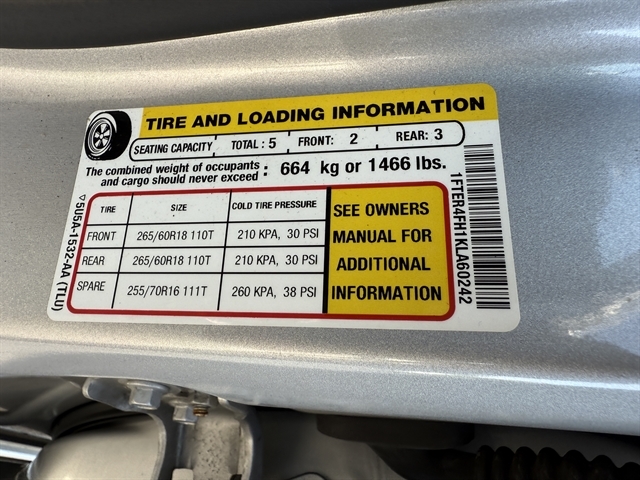 TIRE AND LOADING INFORMATION
SEATING CAPACITY TOTAL : 5 FRONT: 2 REAR: 3
The combined weight of occupants and cargo should never exceed : 664 kg or 1466 lbs.
TIRE SIZE COLD TIRE PRESSURE
FRONT 265/60R18 110T 210 KPA, 30 PSI
REAR 265/60R18 110T 210 KPA, 30 PSI
SPARE 255/70R16 111T 260 KPA, 38 PSI
SEE OWNERS
MANUAL FOR
ADDITIONAL
INFORMATION
▽5U5A-1532-AA (TLU)
1FTER4FH1KLA60242